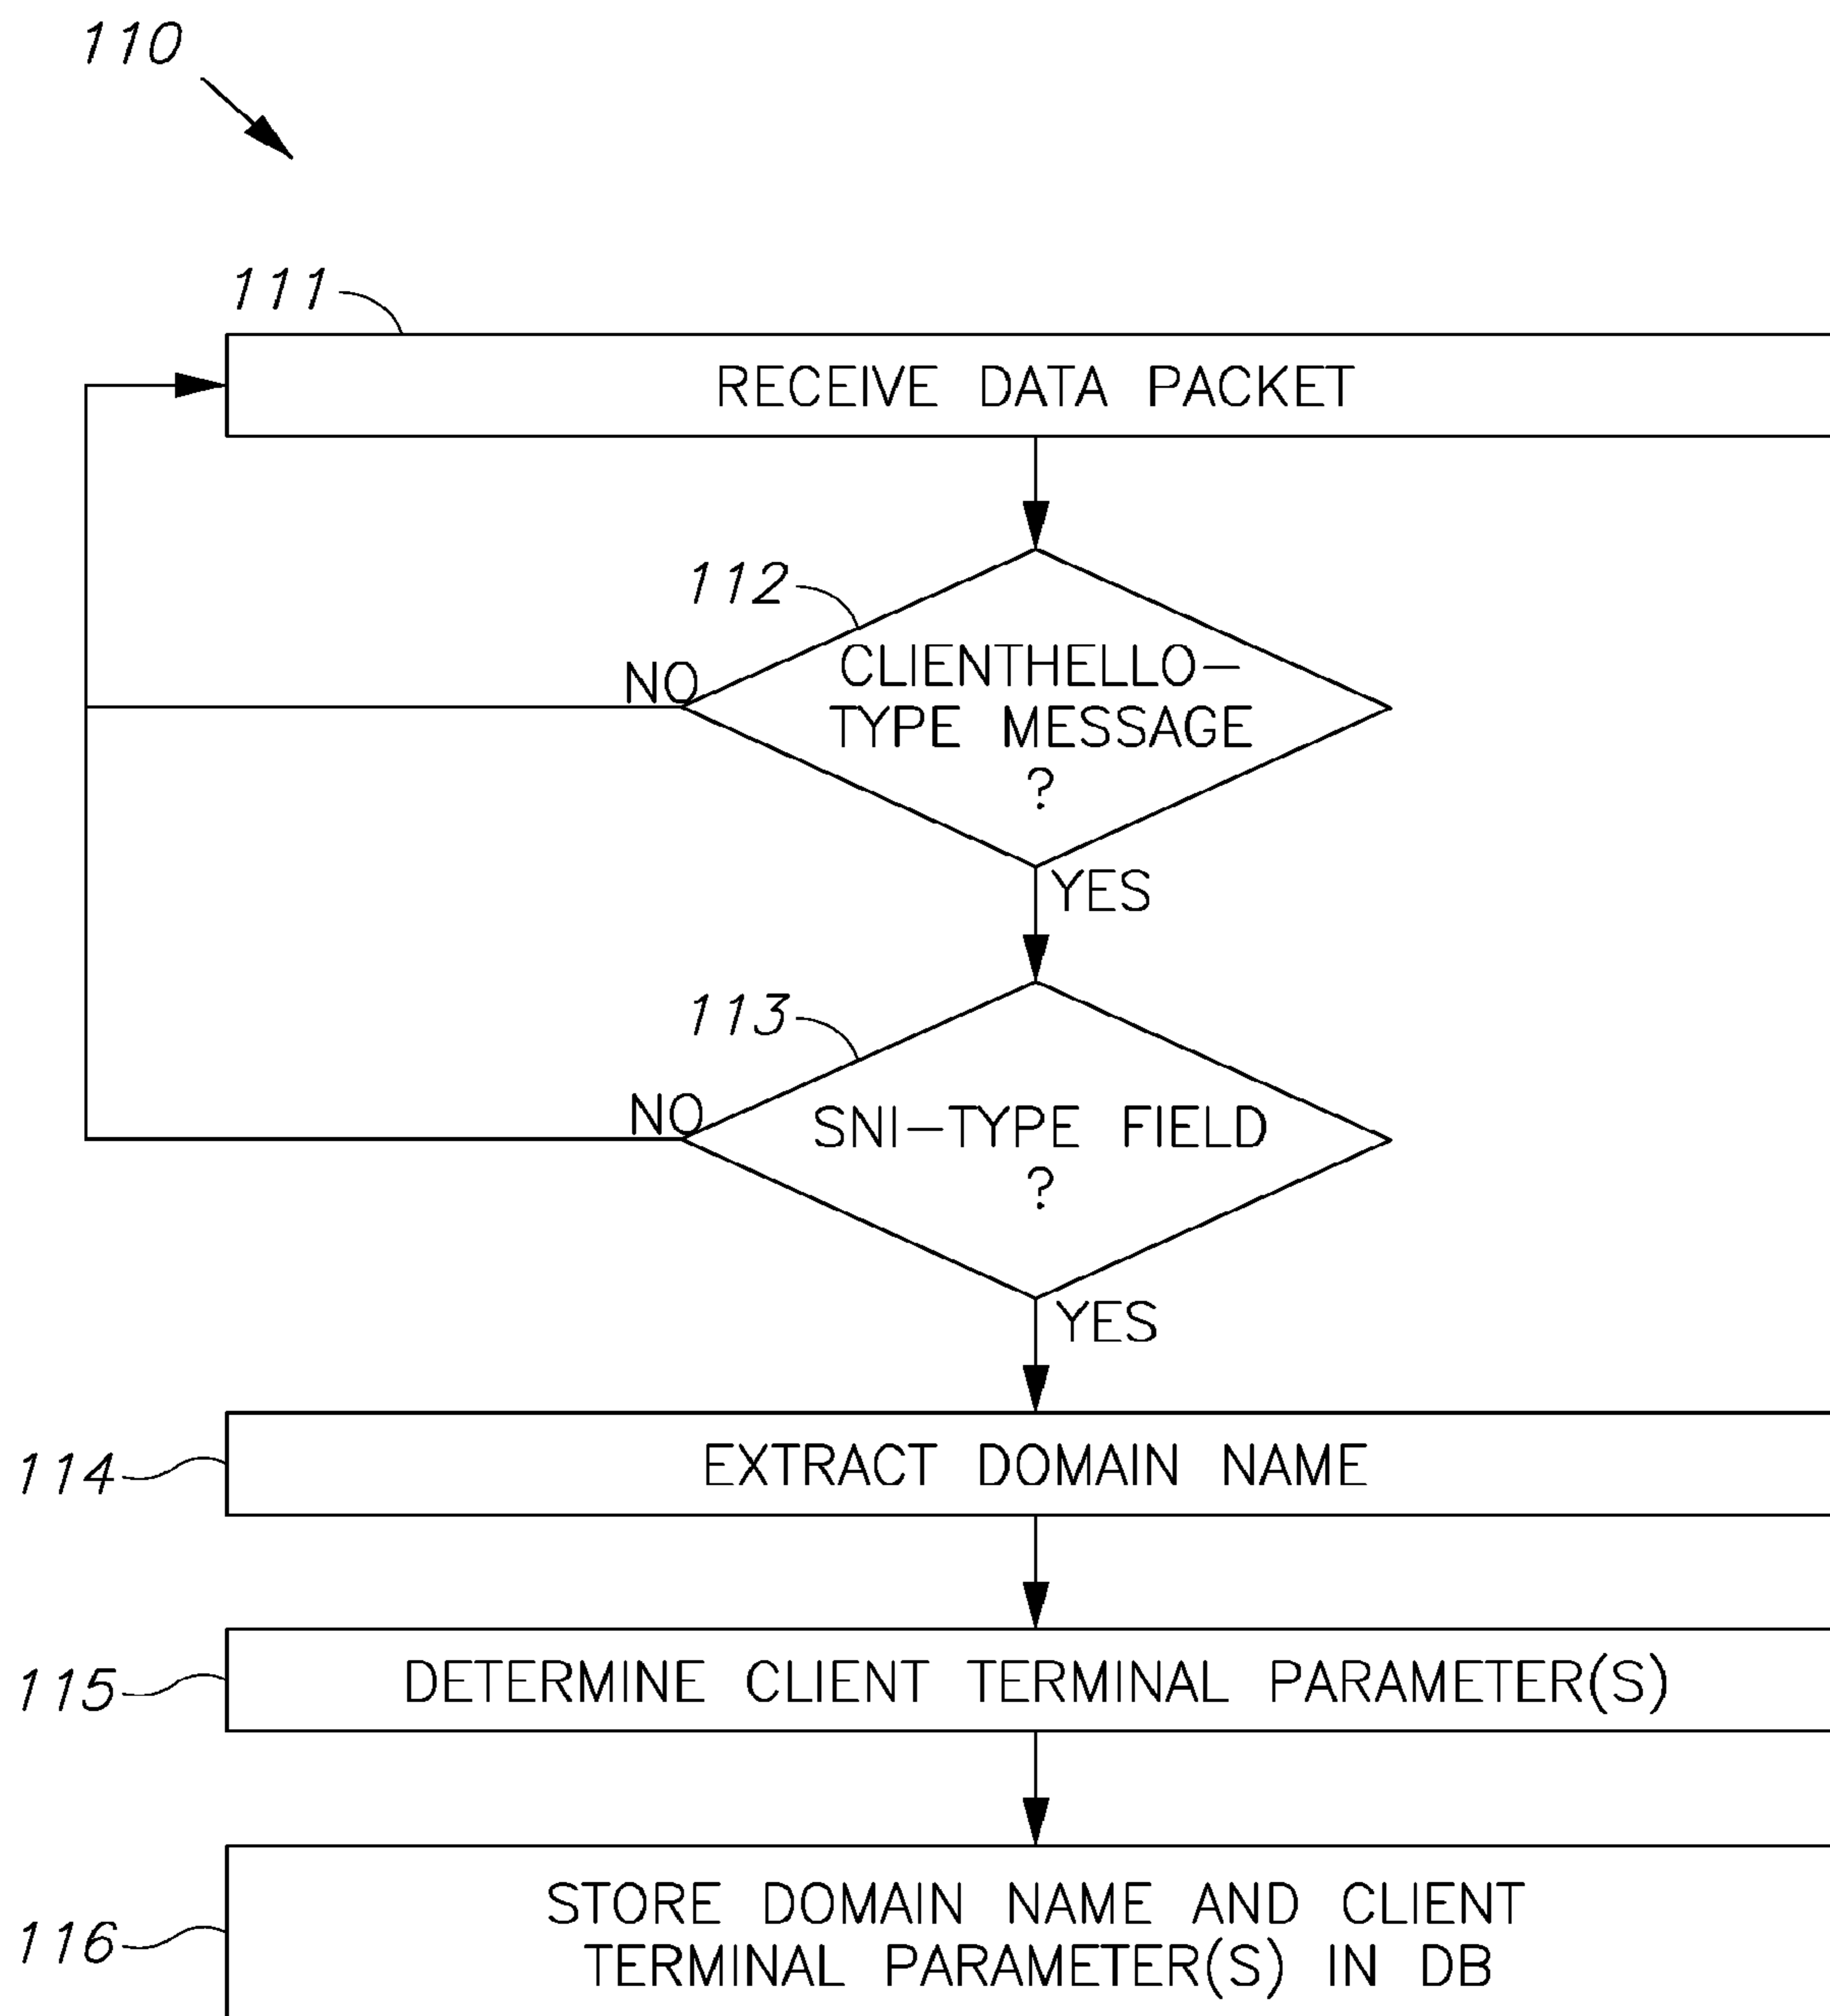 110
111
RECEIVE DATA PACKET
112
CLIENTHELLO-
NO
TYPE MESSAGE
?
YES
113
NO
SNI-TYPE FIELD
?
YES
114
EXTRACT DOMAIN NAME
115
DETERMINE CLIENT TERMINAL PARAMETER(S)
116
STORE DOMAIN NAME AND CLIENT
TERMINAL PARAMETER(S) IN DB